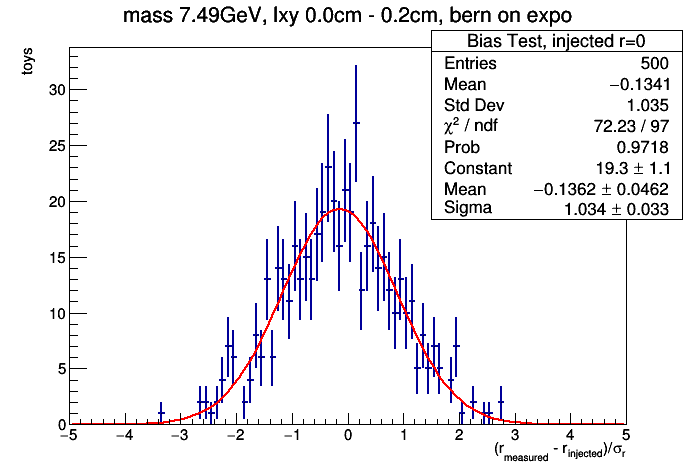 mass 7.49GeV, lxy 0.0cm - 0.2cm, bern on expo
toys
Bias Test, injected r=0
Entries 500
Mean −0.1341
Std Dev 1.035
χ² / ndf 72.23 / 97
Prob 0.9718
Constant 19.3 ± 1.1
Mean −0.1362 ± 0.0462
Sigma 1.034 ± 0.033
30
25
20
15
10
5
0
−5 −4 −3 −2 −1 0 1 2 3 4 5
(r_measured - r_injected)/σ_r